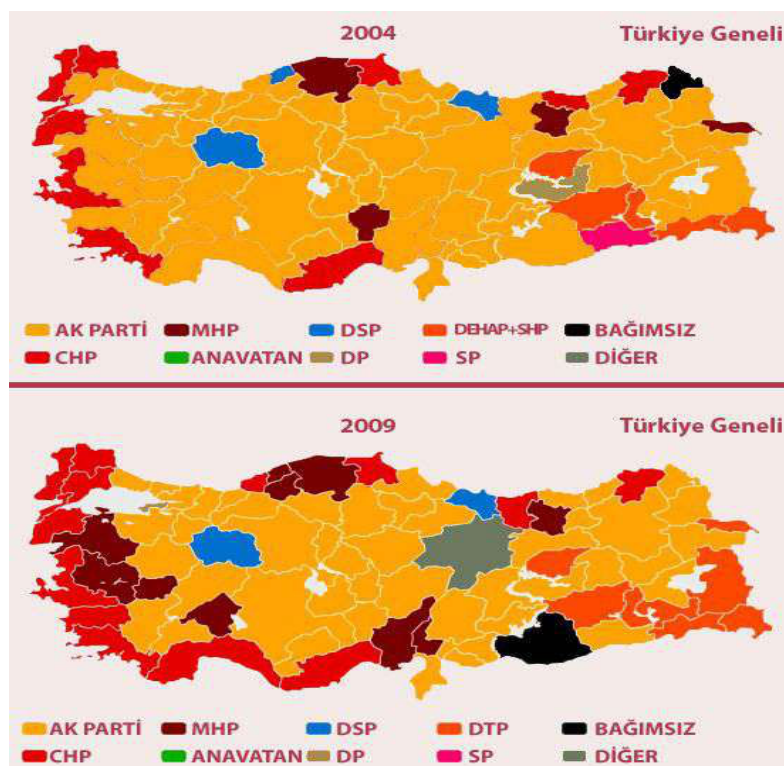 2004 Türkiye Geneli
AK PARTİ MHP DSP DEHAP+SHP BAĞIMSIZ
CHP ANAVATAN DP SP DİĞER
2009 Türkiye Geneli
AK PARTİ MHP DSP DTP BAĞIMSIZ
CHP ANAVATAN DP SP DİĞER